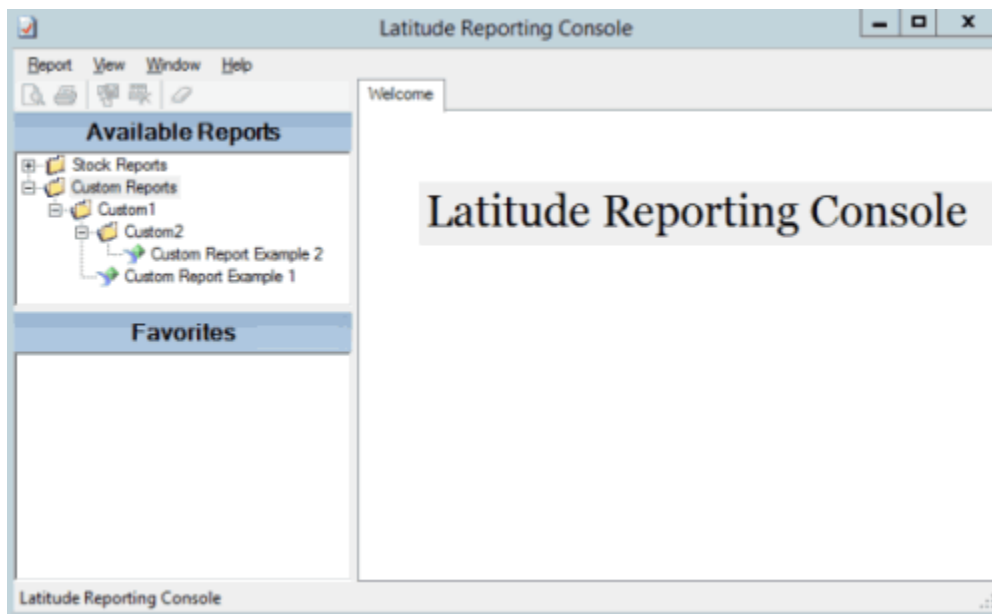 Latitude Reporting Console
Report View Window Help
Welcome
Available Reports
Stock Reports
Custom Reports
Custom1
Custom2
Custom Report Example 2
Custom Report Example 1
Latitude Reporting Console
Favorites
Latitude Reporting Console